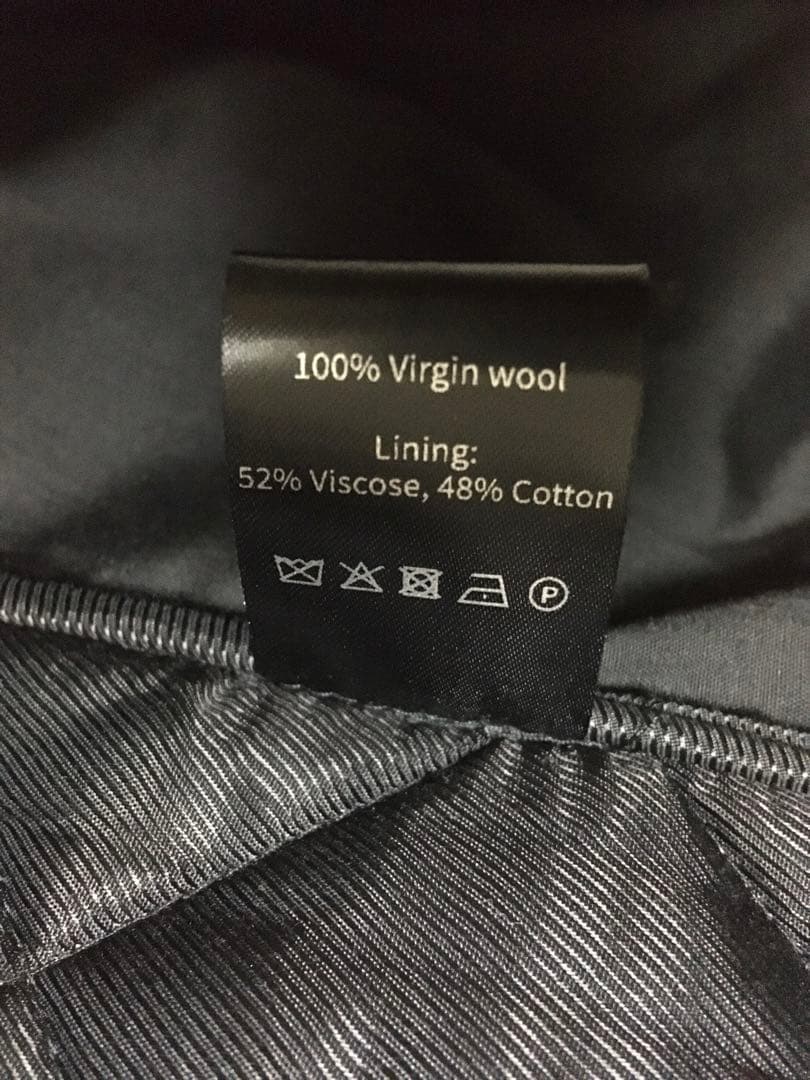 100% Virgin wool
Lining:
52% Viscose, 48% Cotton
P